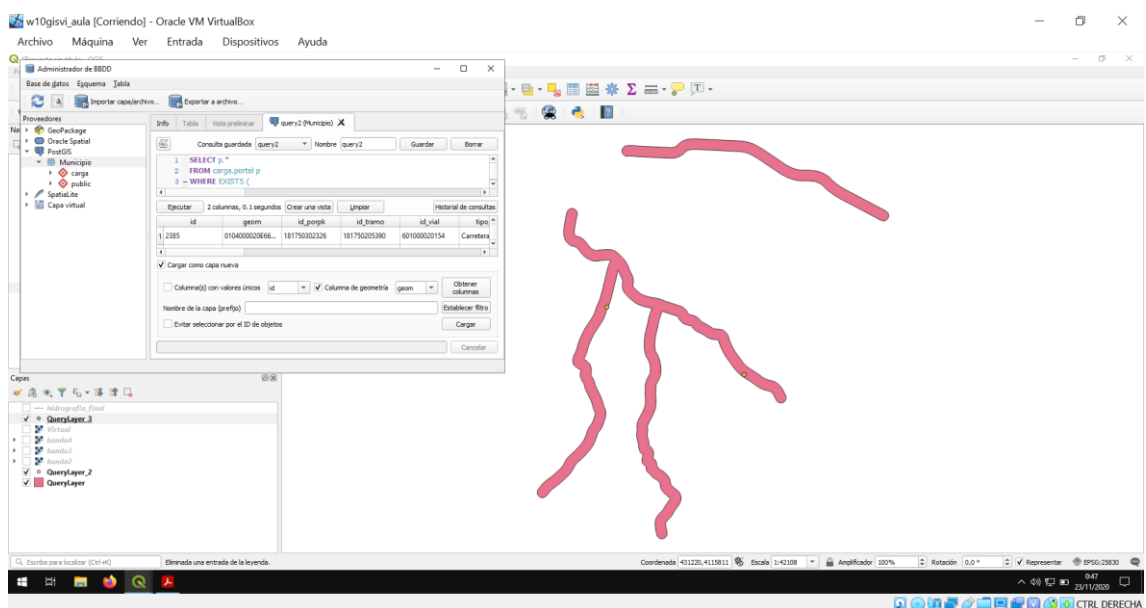 w10gisvi_aula [Corriendo] - Oracle VM VirtualBox
Archivo Máquina Ver Entrada Dispositivos Ayuda
Administrador de BBDD
Base de datos Esquema Tabla
Importar capa/archivo... Exportar a archivo...
Proveedores
GeoPackage
Oracle Spatial
PostGIS
Municipio
carga
public
SpatiaLite
Capa virtual
Info Tabla Vista preliminar query2 (Municipio) X
Consulta guardada query2 Nombre query2 Guardar Borrar
1 SELECT p.*
2 FROM carga.portal p
3 WHERE EXISTS (
Ejecutar 2 columnas, 0.1 segundos Crear una vista Limpiar Historial de consultas
id geom id_porpk id_tramo id_vial tipo
1 2385 0104000020E66... 181750302326 181750205390 601000020154 Carretera
Cargar como capa nueva
Columna(s) con valores únicos id Columna de geometría geom Obtener columnas
Nombre de la capa (prefijo) Establecer filtro
Evitar seleccionar por el ID de objetos Cargar
Cancelar
Capas
hidrografia_final
QueryLayer_3
Virtual
banda4
banda3
banda2
QueryLayer_2
QueryLayer
Escriba para localizar (Ctrl+K) Eliminada una entrada de la leyenda. Coordenada 431220,4115811 Escala 1:42108 Amplificador 100% Rotación 0,0 ° Representar EPSG:25830
0:47
23/11/2020
CTRL DERECHA